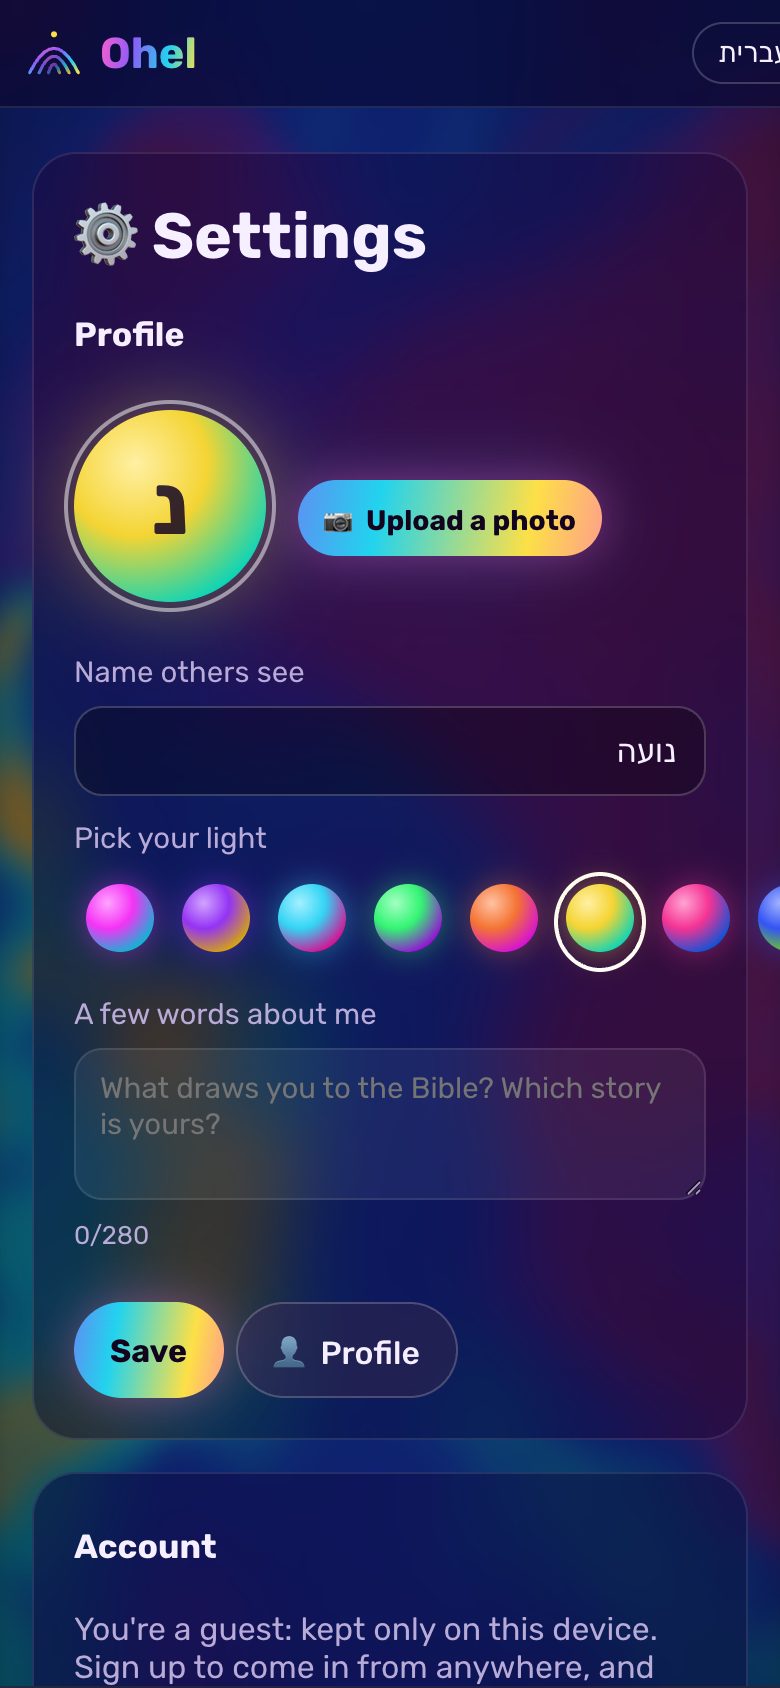 Ohel
Settings
Profile
נ
Upload a photo
Name others see
נועה
Pick your light
A few words about me
What draws you to the Bible? Which story
is yours?
0/280
Save
Profile
Account
You're a guest: kept only on this device.
Sign up to come in from anywhere, and